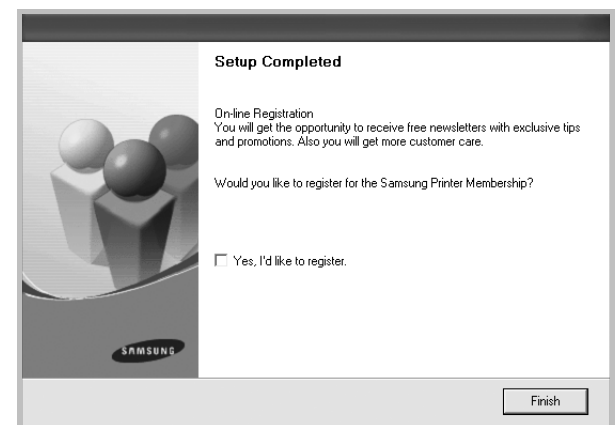 Setup Completed
On-line Registration
You will get the opportunity to receive free newsletters with exclusive tips
and promotions. Also you will get more customer care.
Would you like to register for the Samsung Printer Membership?
Yes, I'd like to register.
SAMSUNG
Finish